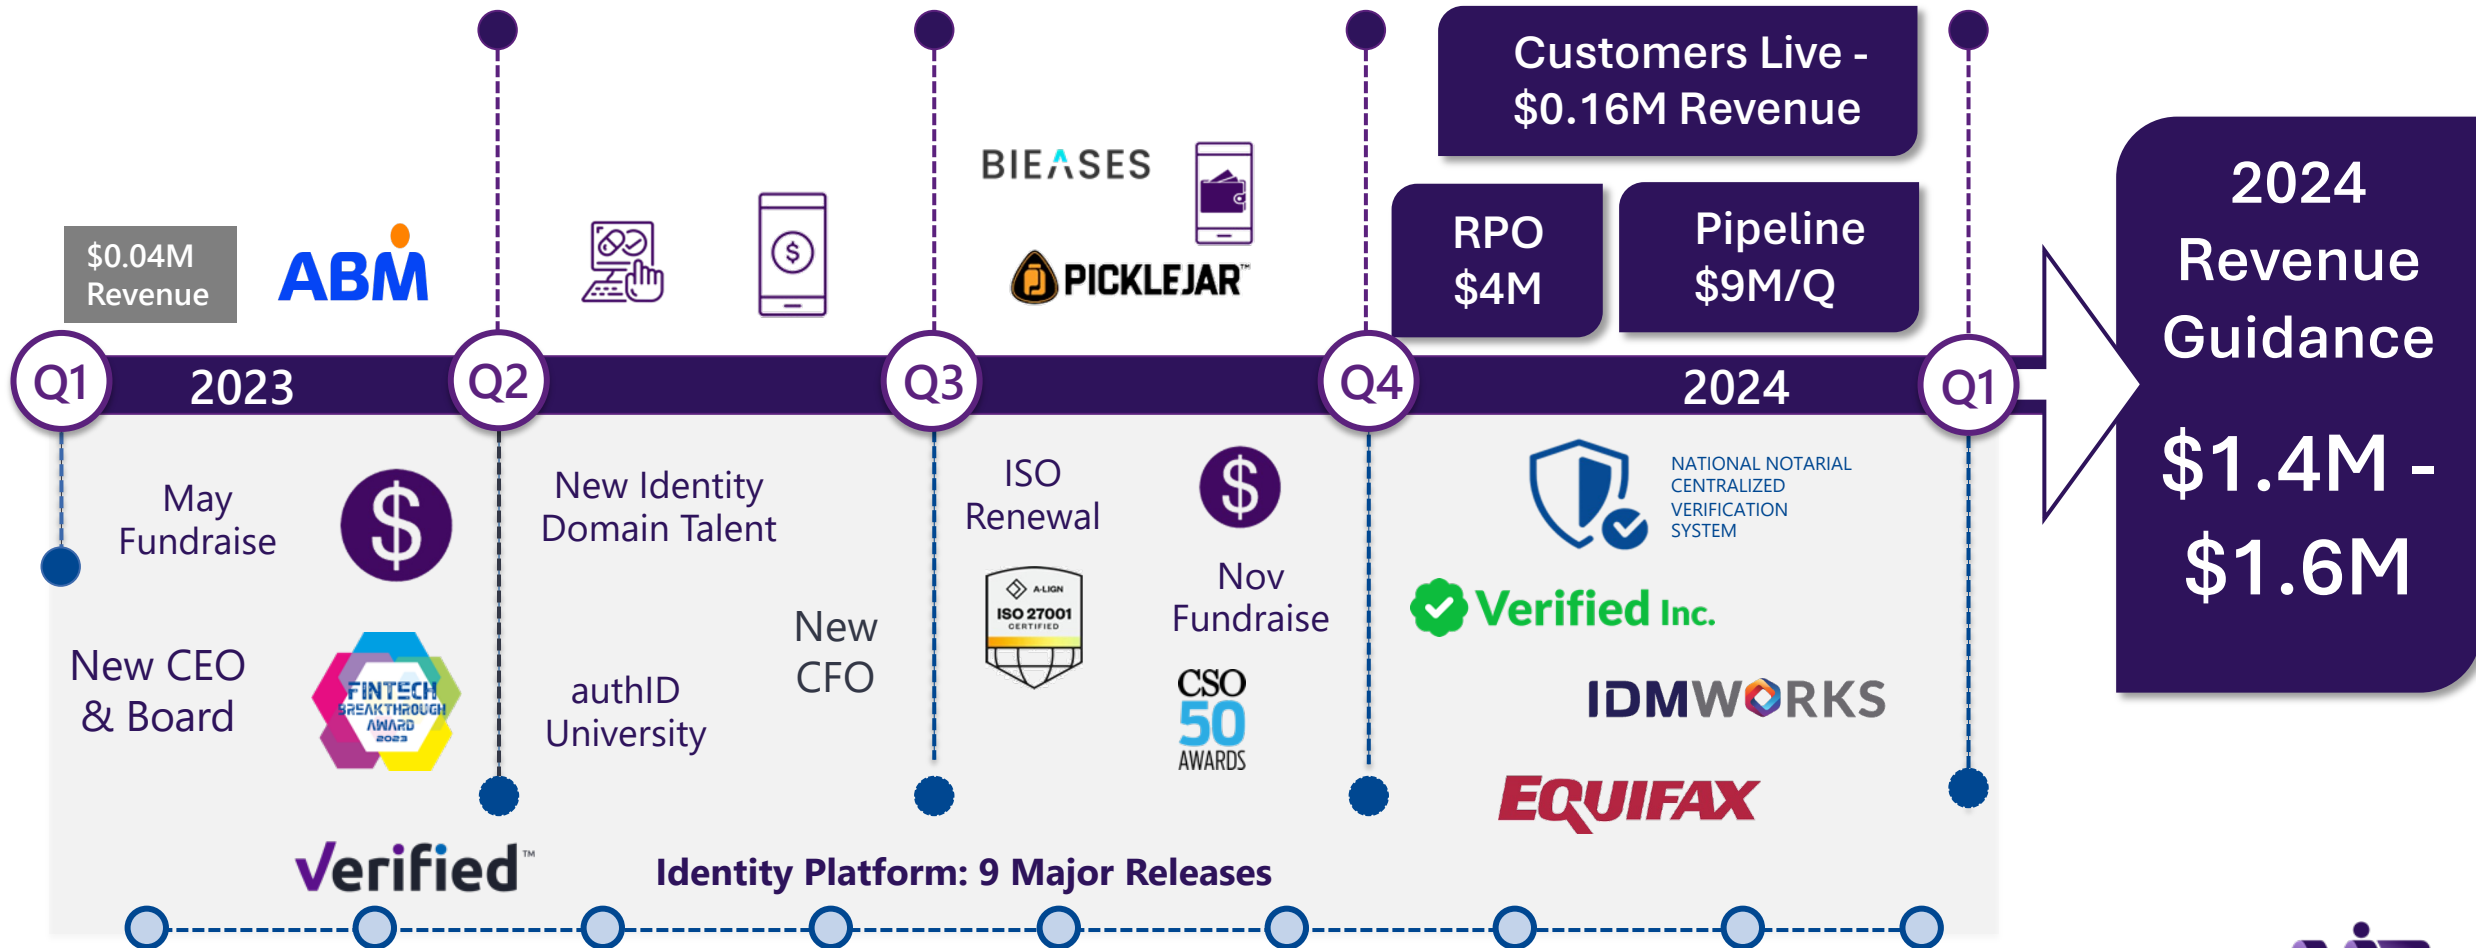 Customers Live -
$0.16M Revenue
$0.04M
Revenue
ABM
BIEASES
PICKLEJAR™
RPO
$4M
Pipeline
$9M/Q
2024
Revenue
Guidance
$1.4M -
$1.6M
Q1
2023
Q2
Q3
Q4
2024
Q1
May
Fundraise
New CEO
& Board
FINTECH
BREAKTHROUGH
AWARD
2023
New Identity
Domain Talent
authID
University
New
CFO
ISO
Renewal
A-LIGN
ISO 27001
CERTIFIED
Nov
Fundraise
CSO
50
AWARDS
NATIONAL NOTARIAL
CENTRALIZED
VERIFICATION
SYSTEM
Verified Inc.
IDMWORKS
EQUIFAX
Verified™
Identity Platform: 9 Major Releases